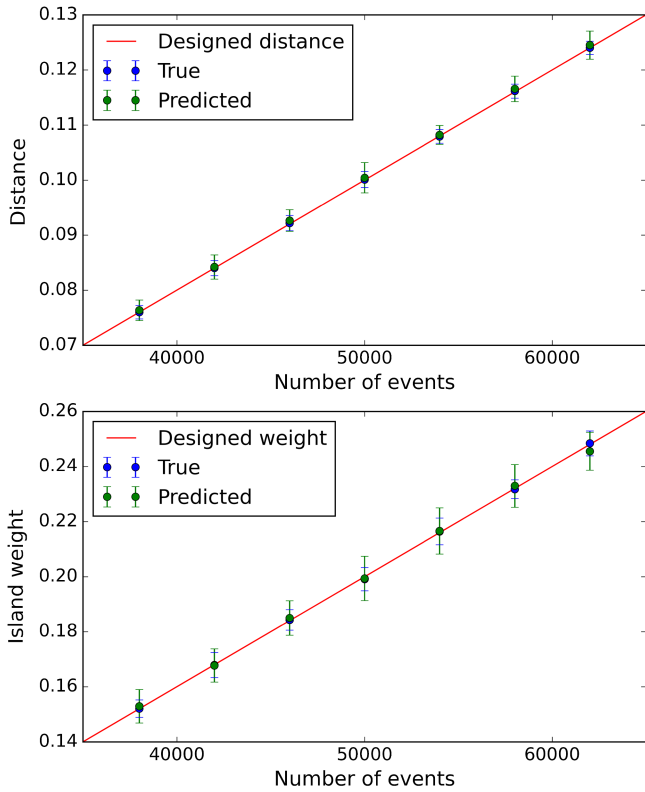 0.13
0.12
0.11
0.10
0.09
0.08
0.07
Distance
Designed distance
True
Predicted
40000 50000 60000
Number of events
0.26
0.24
0.22
0.20
0.18
0.16
0.14
Island weight
Designed weight
True
Predicted
40000 50000 60000
Number of events